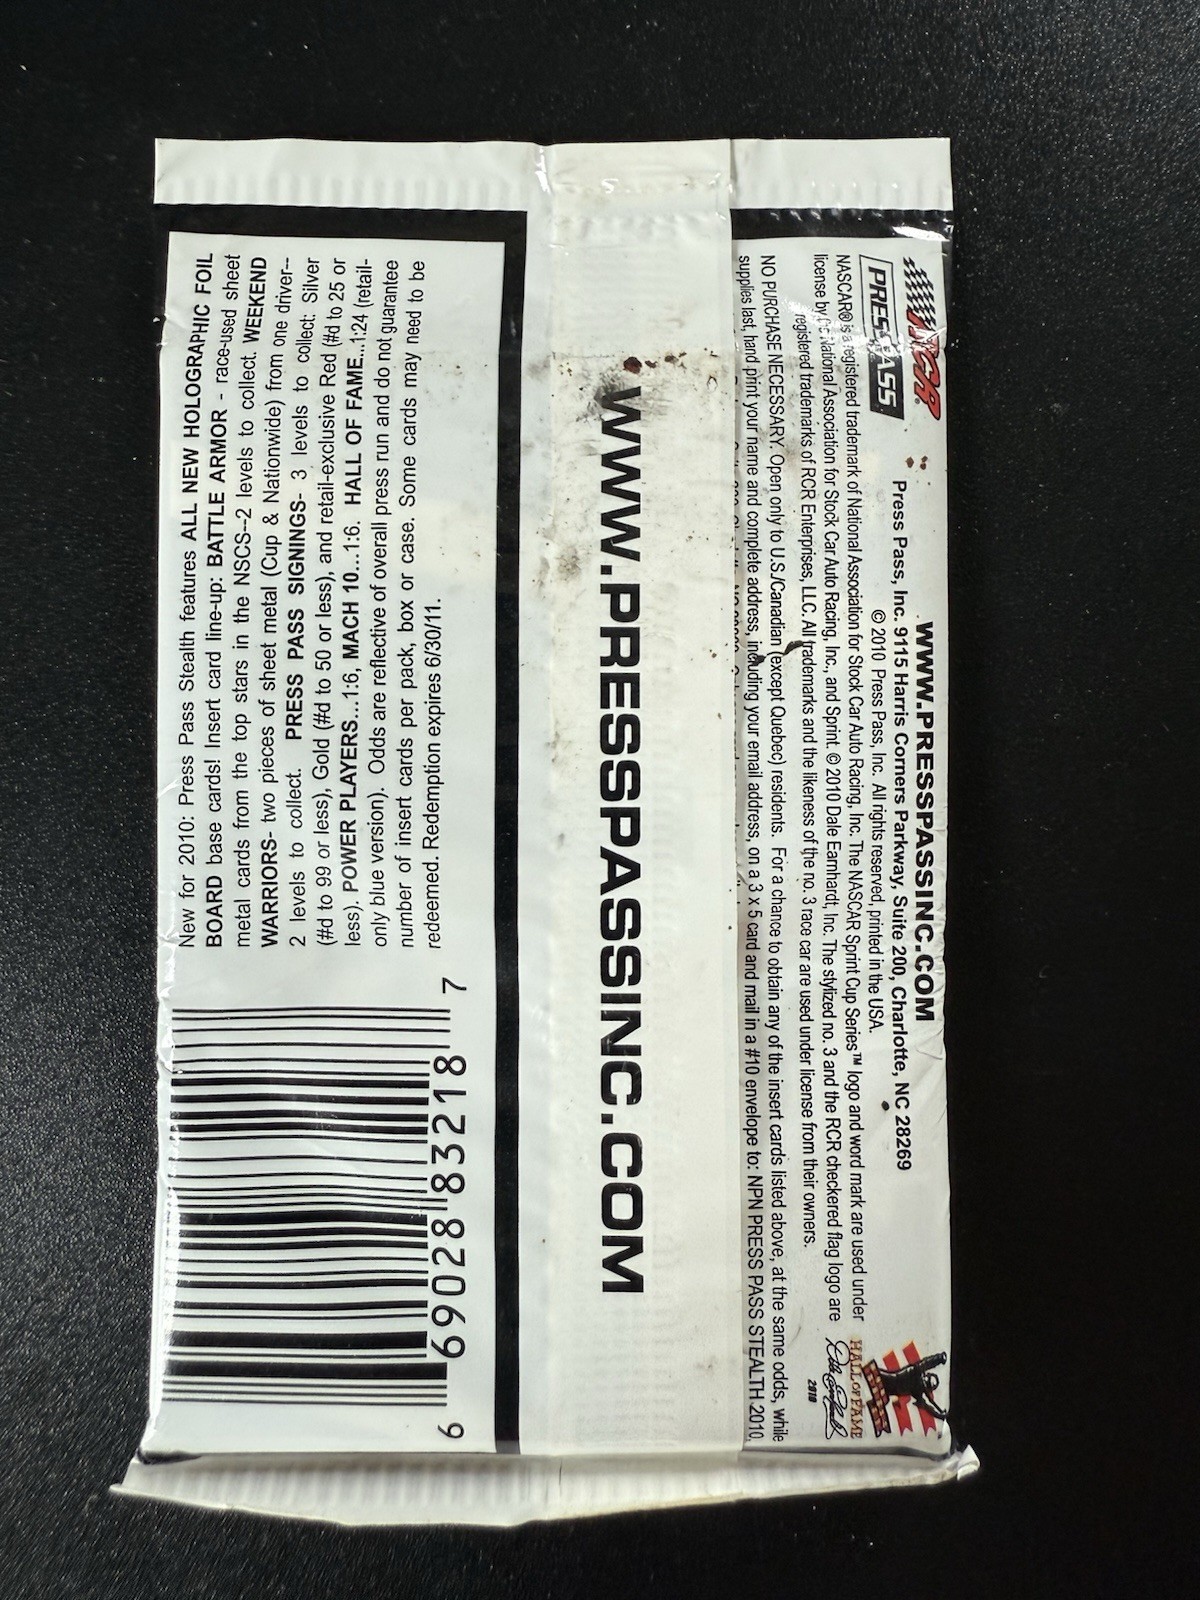 New for 2010: Press Pass Stealth features ALL NEW HOLOGRAPHIC FOIL
BOARD base cards! Insert card line-up: BATTLE ARMOR - race-used sheet
metal cards from the top stars in the NSCS--2 levels to collect. WEEKEND
WARRIORS- two pieces of sheet metal (Cup & Nationwide) from one driver--
2 levels to collect. PRESS PASS SIGNINGS- 3 levels to collect: Silver
(#d to 99 or less), Gold (#d to 50 or less), and retail-exclusive Red (#d to 25 or
less). POWER PLAYERS...1:6, MACH 10...1:6. HALL OF FAME...1:24 (retail-
only blue version). Odds are reflective of overall press run and do not guarantee
number of insert cards per pack, box or case. Some cards may need to be
redeemed. Redemption expires 6/30/11.
6 69028 83218 7
WWW.PRESSPASSINC.COM
RCR
PRESS PASS
WWW.PRESSPASSINC.COM
Press Pass, Inc. 9115 Harris Corners Parkway, Suite 200, Charlotte, NC 28269
© 2010 Press Pass, Inc. All rights reserved, printed in the USA.
NASCAR® is a registered trademark of National Association for Stock Car Auto Racing, Inc. The NASCAR Sprint Cup Series™ logo and word mark are used under
license by National Association for Stock Car Auto Racing, Inc., and Sprint. © 2010 Dale Earnhardt, Inc. The stylized no. 3 and the RCR checkered flag logo are
registered trademarks of RCR Enterprises, LLC. All trademarks and the likeness of the no. 3 race car are used under license from their owners.
HALL OF FAME
Dale Earnhardt
2010
NO PURCHASE NECESSARY. Open only to U.S./Canadian (except Quebec) residents. For a chance to obtain any of the insert cards listed above, at the same odds, while
supplies last, hand print your name and complete address, including your email address, on a 3 x 5 card and mail in a #10 envelope to: NPN PRESS PASS STEALTH 2010,